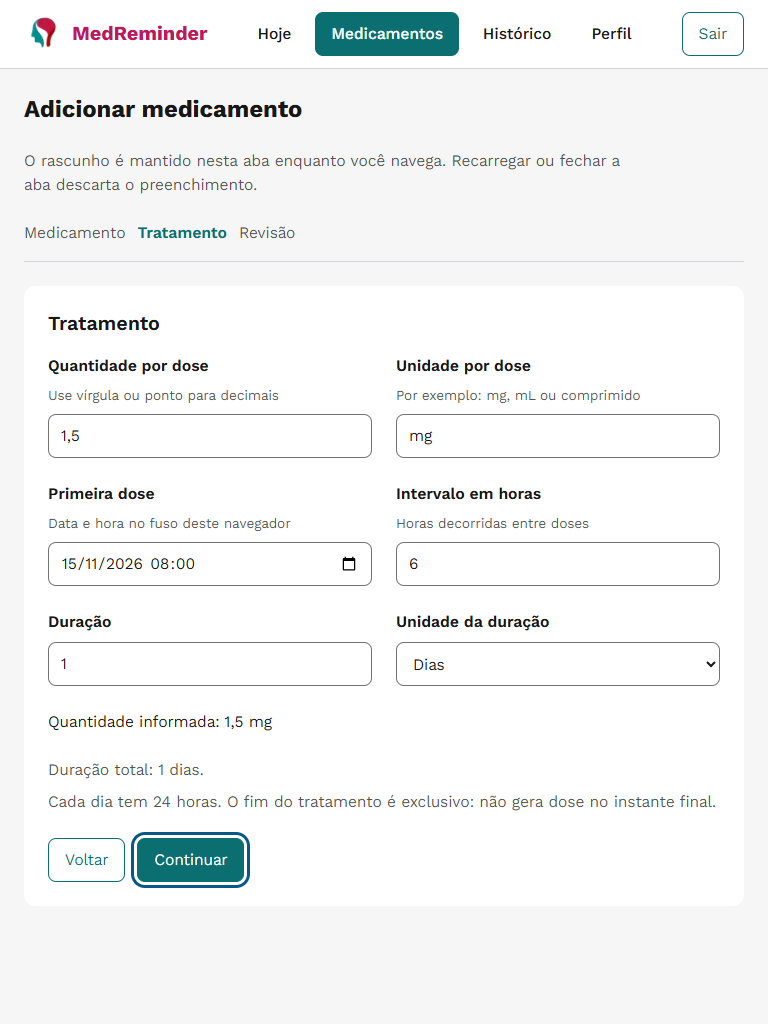 MedReminder
Hoje
Medicamentos
Histórico
Perfil
Sair
Adicionar medicamento
O rascunho é mantido nesta aba enquanto você navega. Recarregar ou fechar a
aba descarta o preenchimento.
Medicamento Tratamento Revisão
Tratamento
Quantidade por dose
Use vírgula ou ponto para decimais
1,5
Unidade por dose
Por exemplo: mg, mL ou comprimido
mg
Primeira dose
Data e hora no fuso deste navegador
15/11/2026 08:00
Intervalo em horas
Horas decorridas entre doses
6
Duração
1
Unidade da duração
Dias
Quantidade informada: 1,5 mg
Duração total: 1 dias.
Cada dia tem 24 horas. O fim do tratamento é exclusivo: não gera dose no instante final.
Voltar
Continuar